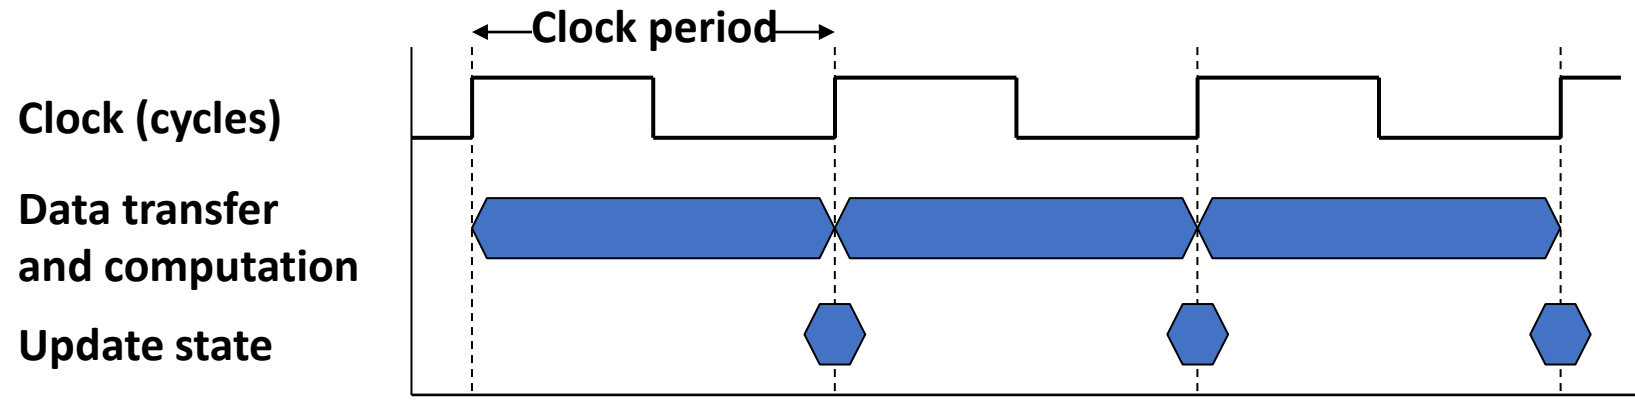 Clock period
Clock (cycles)
Data transfer
and computation
Update state